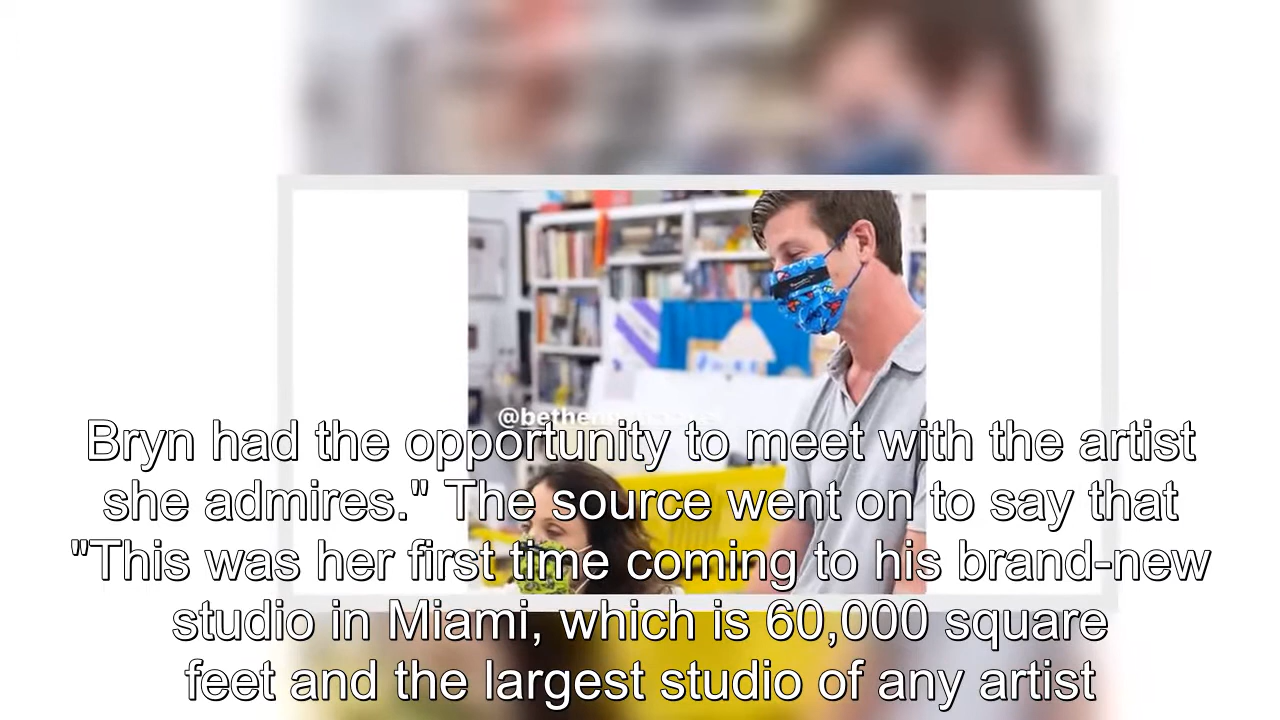 Bryn had the opportunity to meet with the artist
she admires." The source went on to say that
"This was her first time coming to his brand-new
studio in Miami, which is 60,000 square
feet and the largest studio of any artist